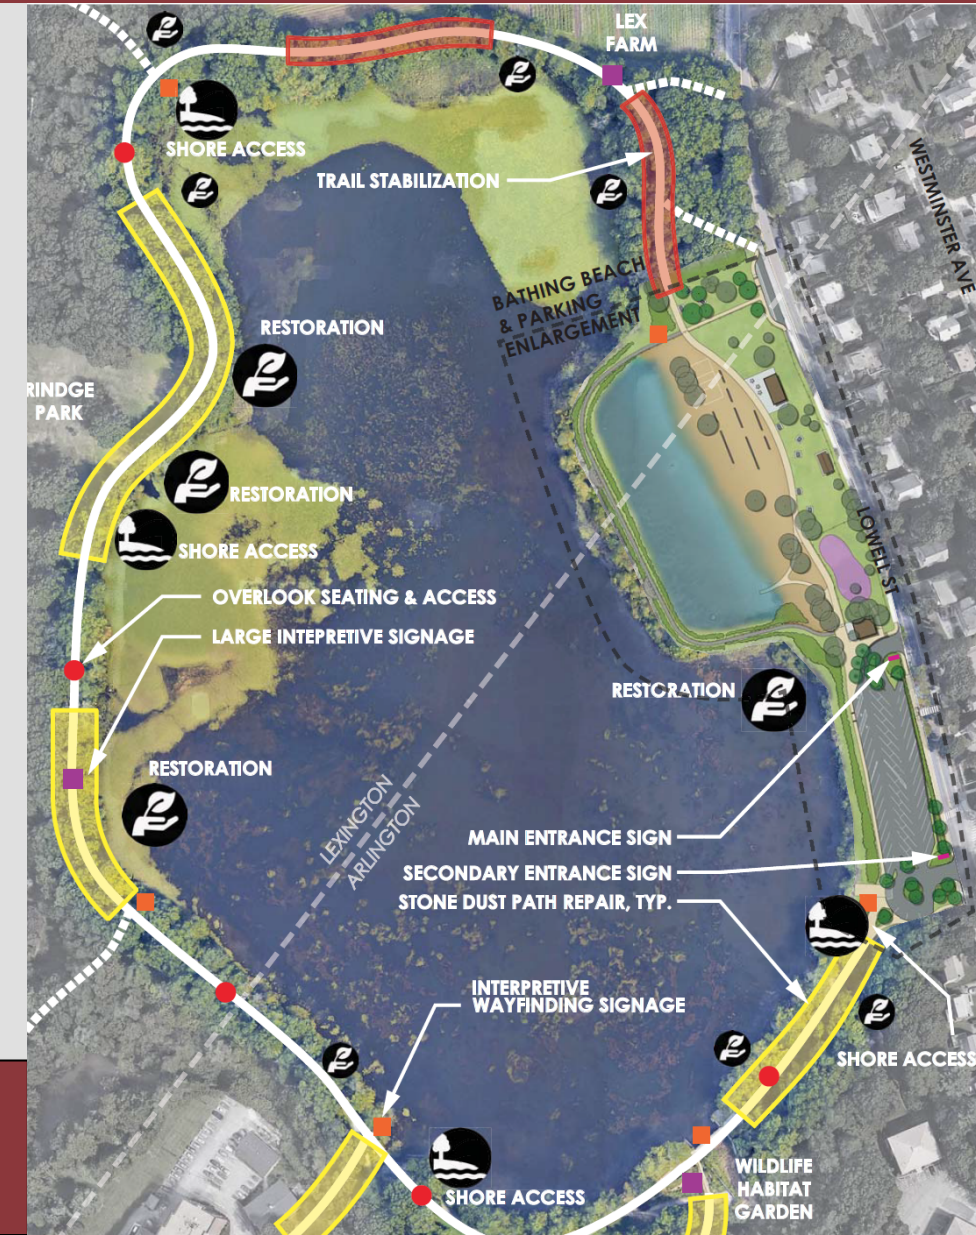 LEX
FARM
SHORE ACCESS
TRAIL STABILIZATION
WESTMINSTER AVE
BATHING BEACH
& PARKING
ENLARGEMENT
RESTORATION
RINDGE
PARK
RESTORATION
SHORE ACCESS
LOWELL ST
OVERLOOK SEATING & ACCESS
LARGE INTEPRETIVE SIGNAGE
RESTORATION
RESTORATION
LEXINGTON
ARLINGTON
MAIN ENTRANCE SIGN
SECONDARY ENTRANCE SIGN
STONE DUST PATH REPAIR, TYP.
INTERPRETIVE
WAYFINDING SIGNAGE
SHORE ACCESS
WILDLIFE
HABITAT
GARDEN
SHORE ACCESS